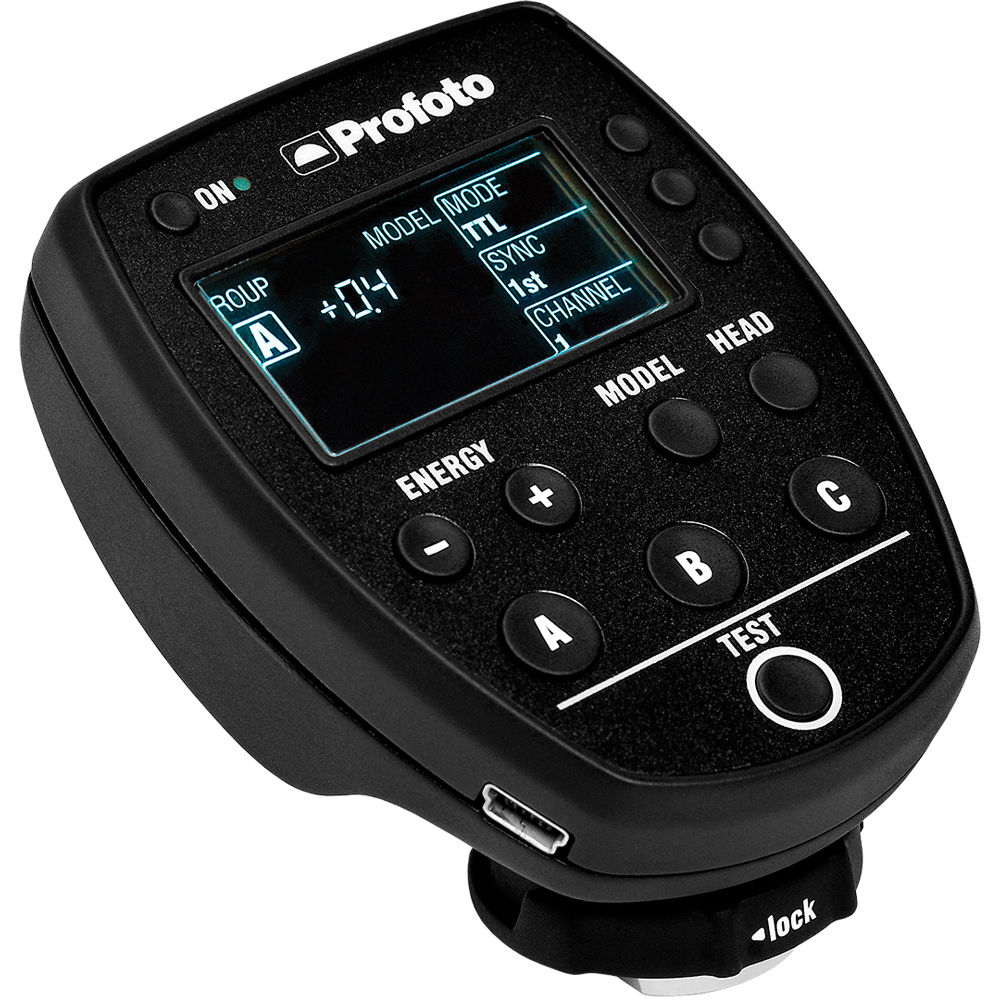 Profoto
ON
MODEL
MODE
TTL
ROUP
A
+0.4
SYNC
1st
CHANNEL
1
ENERGY
MODEL
HEAD
-
+
A
B
C
TEST
lock